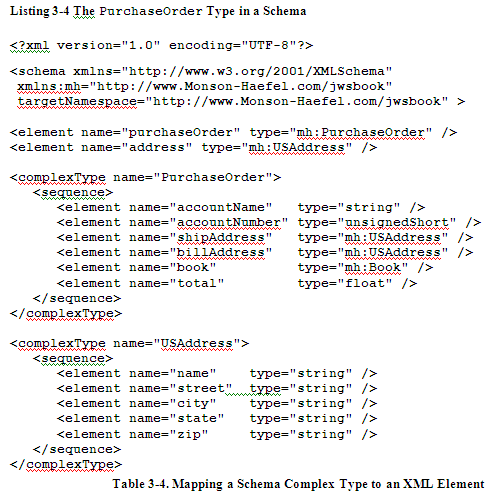 Listing 3-4 The PurchaseOrder Type in a Schema
<?xml version="1.0" encoding="UTF-8"?>
<schema xmlns="http://www.w3.org/2001/XMLSchema"
 xmlns:mh="http://www.Monson-Haefel.com/jwsbook"
 targetNamespace="http://www.Monson-Haefel.com/jwsbook" >
<element name="purchaseOrder" type="mh:PurchaseOrder" />
<element name="address" type="mh:USAddress" />
<complexType name="PurchaseOrder">
   <sequence>
      <element name="accountName"   type="string" />
      <element name="accountNumber" type="unsignedShort" />
      <element name="shipAddress"   type="mh:USAddress" />
      <element name="billAddress"   type="mh:USAddress" />
      <element name="book"          type="mh:Book" />
      <element name="total"         type="float" />
   </sequence>
</complexType>
<complexType name="USAddress">
   <sequence>
      <element name="name"    type="string" />
      <element name="street"  type="string" />
      <element name="city"    type="string" />
      <element name="state"   type="string" />
      <element name="zip"     type="string" />
   </sequence>
</complexType>
Table 3-4. Mapping a Schema Complex Type to an XML Element